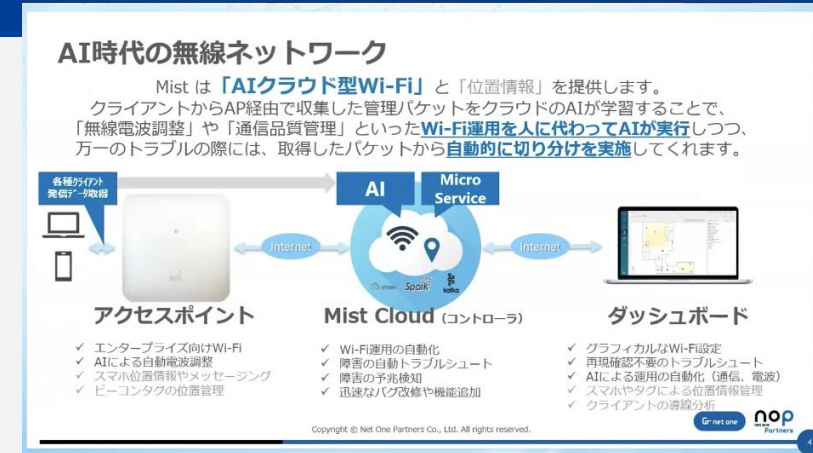 AI時代の無線ネットワーク
Mist は「AIクラウド型Wi-Fi」と「位置情報」を提供します。
クライアントからAP経由で収集した管理パケットをクラウドのAIが学習することで、
「無線電波調整」や「通信品質管理」といったWi-Fi運用を人に代わってAIが実行しつつ、
万一のトラブルの際には、取得したパケットから自動的に切り分けを実施してくれます。
各種クライアント
発信データ取得
AI
Micro
Service
Internet
Internet
Spark
kafka
アクセスポイント
✓ エンタープライズ向けWi-Fi
✓ AIによる自動電波調整
✓ スマホ位置情報やメッセージング
✓ ビーコンタグの位置管理
Mist Cloud (コントローラ)
✓ Wi-Fi運用の自動化
✓ 障害の自動トラブルシュート
✓ 障害の予兆検知
✓ 迅速なバグ改修や機能追加
ダッシュボード
✓ グラフィカルなWi-Fi設定
✓ 再現確認不要のトラブルシュート
✓ AIによる運用の自動化（通信、電波）
✓ スマホやタグによる位置情報管理
✓ クライアントの導線分析
Copyright © Net One Partners Co., Ltd. All rights reserved.
net one
nop
net one
Partners
4